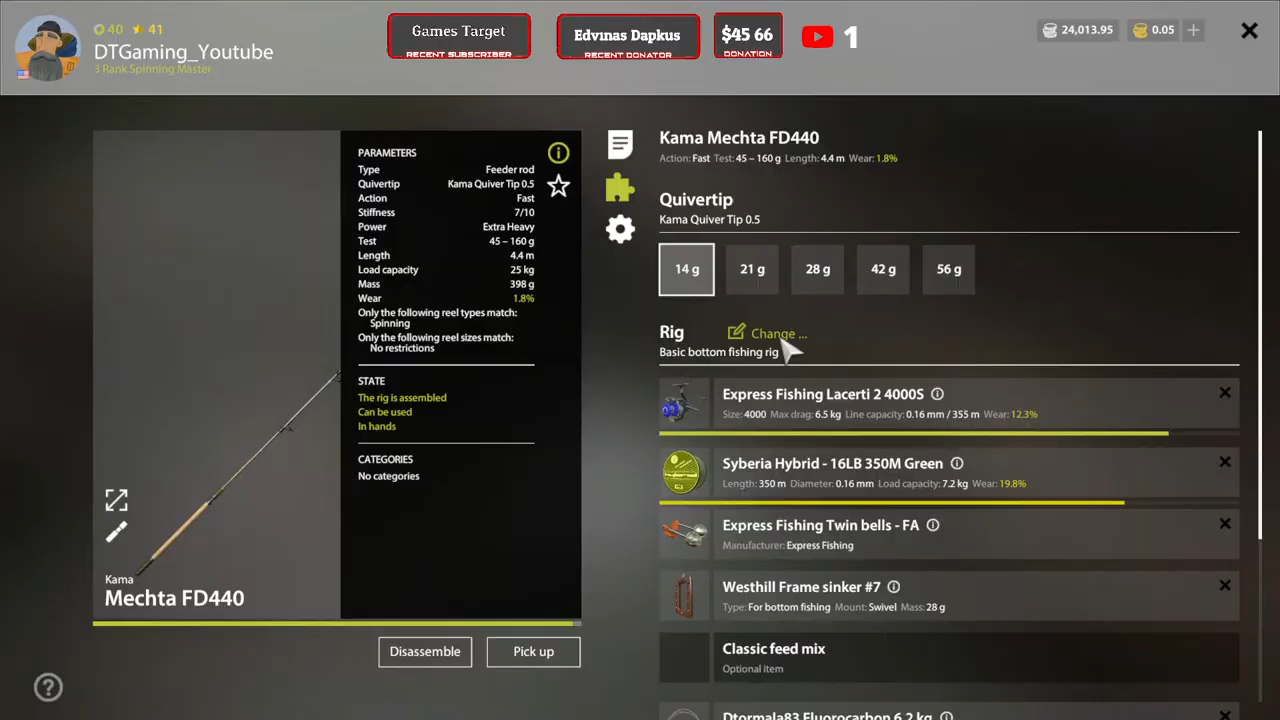 40 41
DTGaming_Youtube
3 Rank Spinning Master
Games Target
RECENT SUBSCRIBER
Edvinas Dapkus
RECENT DONATOR
$45 66
DONATION
1
24,013.95
0.05
PARAMETERS
Type Feeder rod
Quivertip Kama Quiver Tip 0.5
Action Fast
Stiffness 7/10
Power Extra Heavy
Test 45 – 160 g
Length 4.4 m
Load capacity 25 kg
Mass 398 g
Wear 1.8%
Only the following reel types match:
Spinning
Only the following reel sizes match:
No restrictions
STATE
The rig is assembled
Can be used
In hands
CATEGORIES
No categories
Kama
Mechta FD440
Disassemble
Pick up
Kama Mechta FD440
Action: Fast Test: 45 – 160 g Length: 4.4 m Wear: 1.8%
Quivertip
Kama Quiver Tip 0.5
14 g 21 g 28 g 42 g 56 g
Rig Change ...
Basic bottom fishing rig
Express Fishing Lacerti 2 4000S
Size: 4000 Max drag: 6.5 kg Line capacity: 0.16 mm / 355 m Wear: 12.3%
Syberia Hybrid - 16LB 350M Green
Length: 350 m Diameter: 0.16 mm Load capacity: 7.2 kg Wear: 19.8%
Express Fishing Twin bells - FA
Manufacturer: Express Fishing
Westhill Frame sinker #7
Type: For bottom fishing Mount: Swivel Mass: 28 g
Classic feed mix
Optional item
Dtormala83 Fluorocarbon 6.2 kg